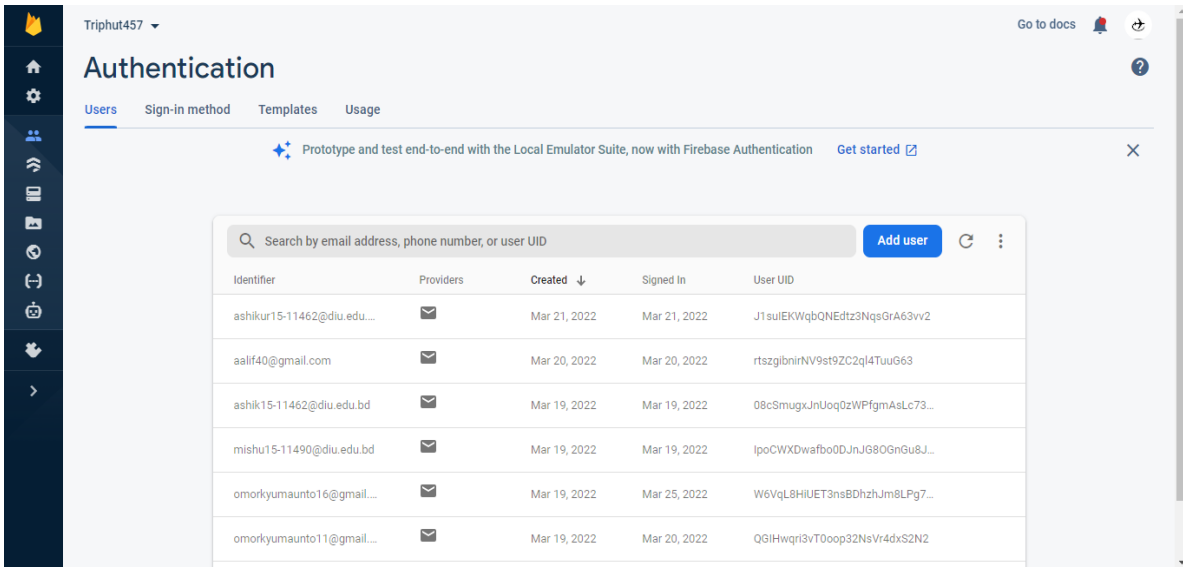 Triphut457
Go to docs
Authentication
Users Sign-in method Templates Usage
Prototype and test end-to-end with the Local Emulator Suite, now with Firebase Authentication Get started
Search by email address, phone number, or user UID
Add user
Identifier Providers Created Signed In User UID
ashikur15-11462@diu.edu.... Mar 21, 2022 Mar 21, 2022 J1suIEKWqbQNEdtz3NqsGrA63vv2
aalif40@gmail.com Mar 20, 2022 Mar 20, 2022 rtszgibnirNV9st9ZC2ql4TuuG63
ashik15-11462@diu.edu.bd Mar 19, 2022 Mar 19, 2022 08cSmugxJnUoq0zWPfgmAsLc73...
mishu15-11490@diu.edu.bd Mar 19, 2022 Mar 19, 2022 IpoCWXDwafbo0DJnJG8OGnGu8J...
omorkyumaunto16@gmail.... Mar 19, 2022 Mar 25, 2022 W6VqL8HiUET3nsBDhzhJm8LPg7...
omorkyumaunto11@gmail.... Mar 19, 2022 Mar 20, 2022 QGIHwqri3vT0oop32NsVr4dxS2N2